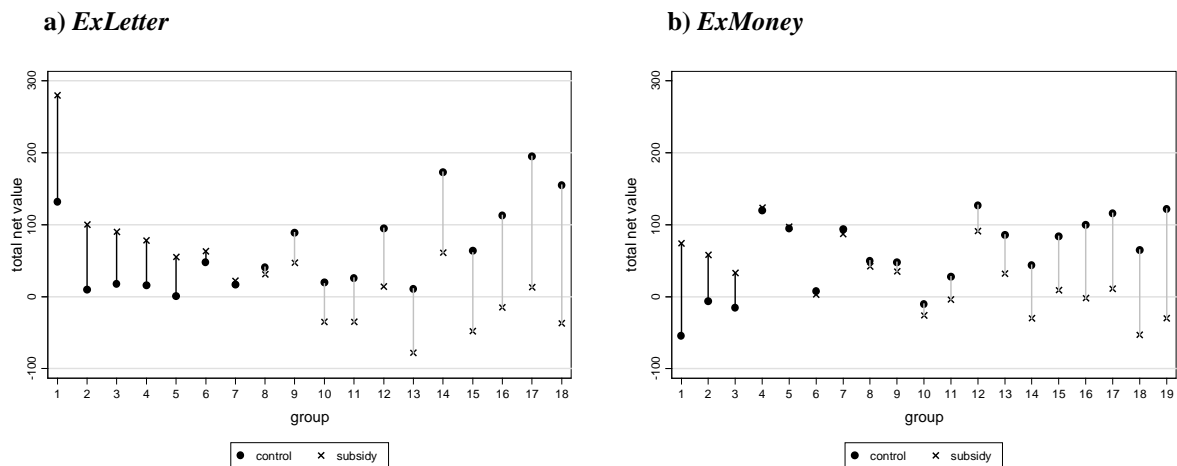 a) ExLetter
300
200
100
0
-100
total net value
1 2 3 4 5 6 7 8 9 10 11 12 13 14 15 16 17 18
group
control subsidy
b) ExMoney
300
200
100
0
-100
total net value
1 2 3 4 5 6 7 8 9 10 11 12 13 14 15 16 17 18 19
group
control subsidy